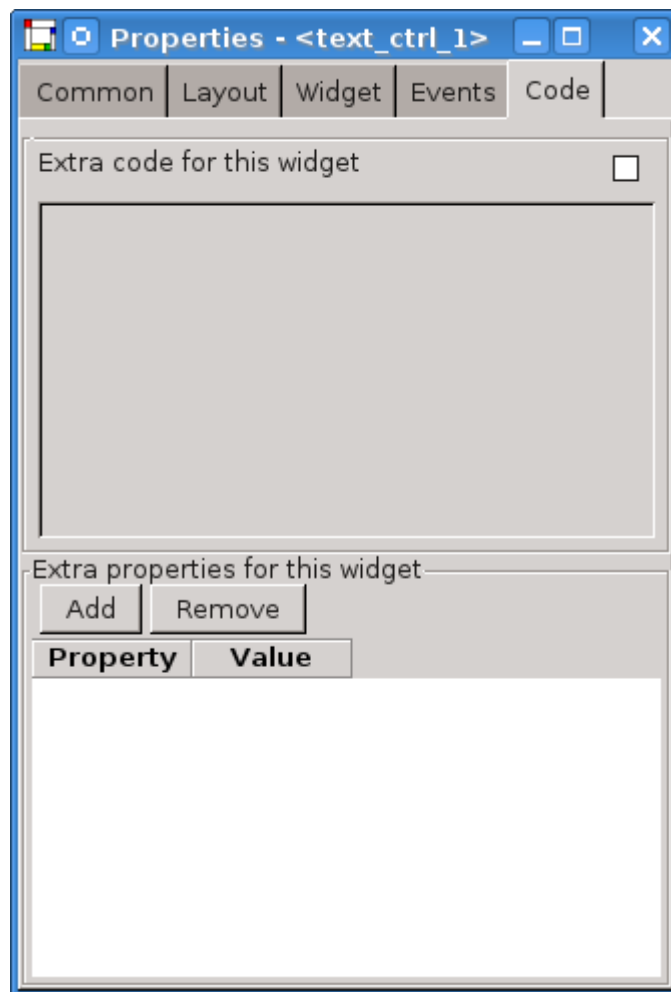 Properties - <text_ctrl_1>
Common Layout Widget Events Code
Extra code for this widget
Extra properties for this widget
Add Remove
Property Value